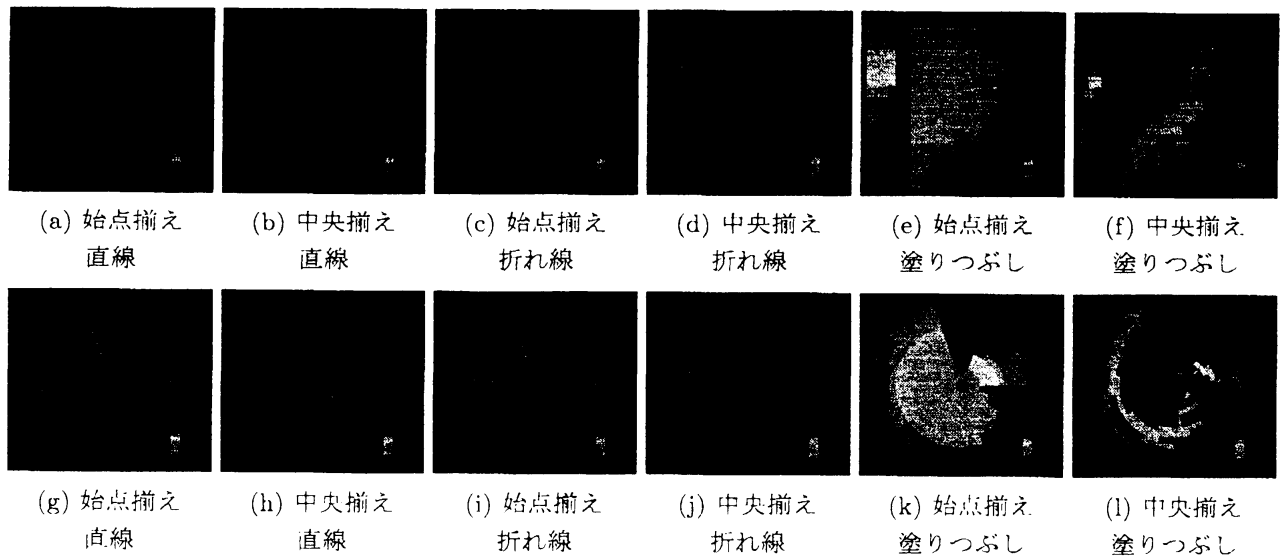 (a) 始点揃え
直線
(b) 中央揃え
直線
(c) 始点揃え
折れ線
(d) 中央揃え
折れ線
(e) 始点揃え
塗りつぶし
(f) 中央揃え
塗りつぶし
(g) 始点揃え
直線
(h) 中央揃え
直線
(i) 始点揃え
折れ線
(j) 中央揃え
折れ線
(k) 始点揃え
塗りつぶし
(l) 中央揃え
塗りつぶし